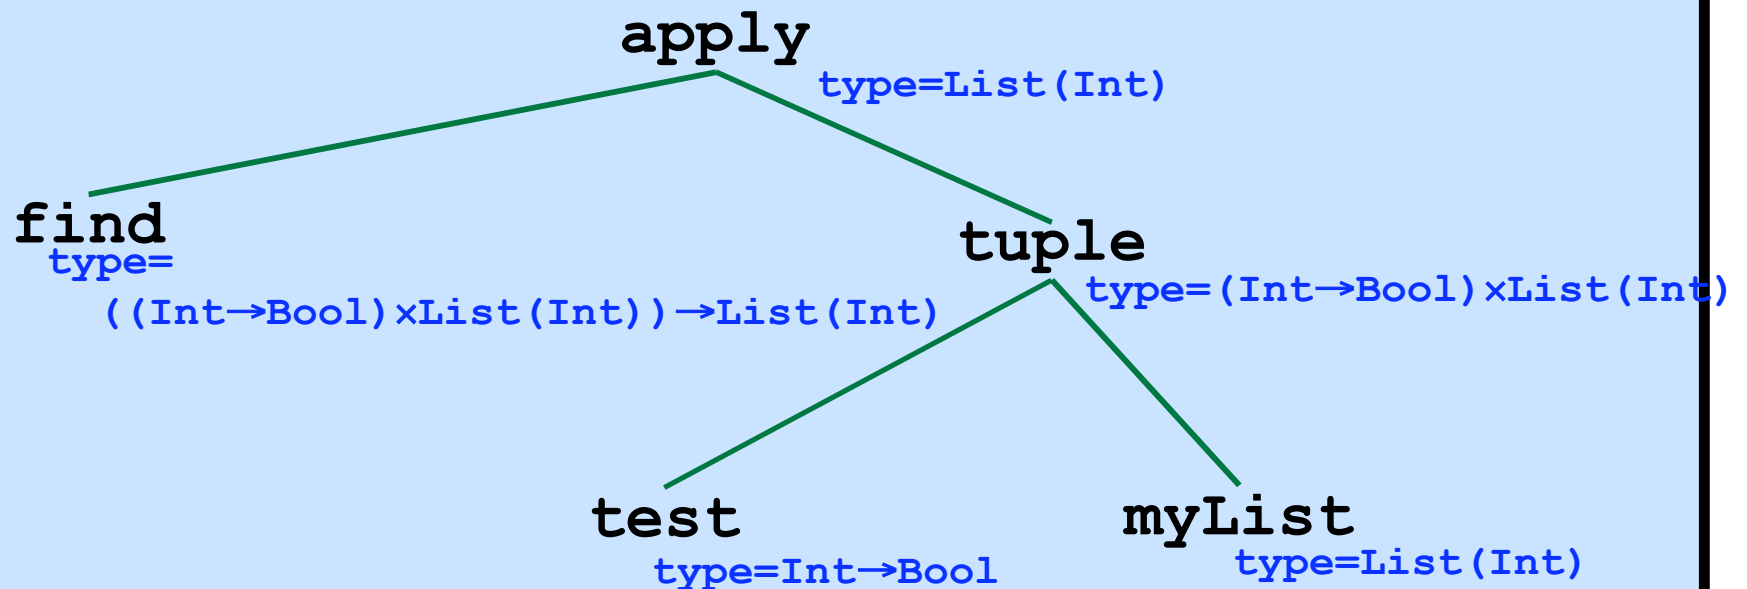 apply
type=List(Int)
find
type=
((Int→Bool)×List(Int))→List(Int)
tuple
type=(Int→Bool)×List(Int)
test
type=Int→Bool
myList
type=List(Int)